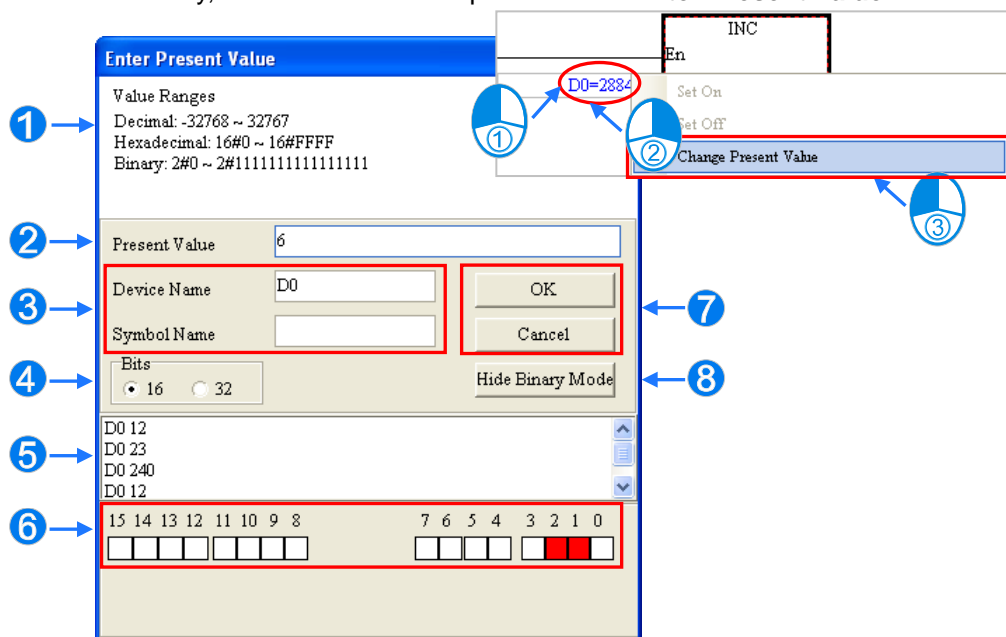 INC
En
D0=2884
Set On
Set Off
Change Present Value
1
2
3
Enter Present Value
Value Ranges
Decimal: -32768 ~ 32767
Hexadecimal: 16#0 ~ 16#FFFF
Binary: 2#0 ~ 2#1111111111111111
1
Present Value 6
2
Device Name D0
Symbol Name
3
OK
Cancel
7
Bits
16 32
4
Hide Binary Mode
8
D0 12
D0 23
D0 240
D0 12
5
15 14 13 12 11 10 9 8 7 6 5 4 3 2 1 0
6